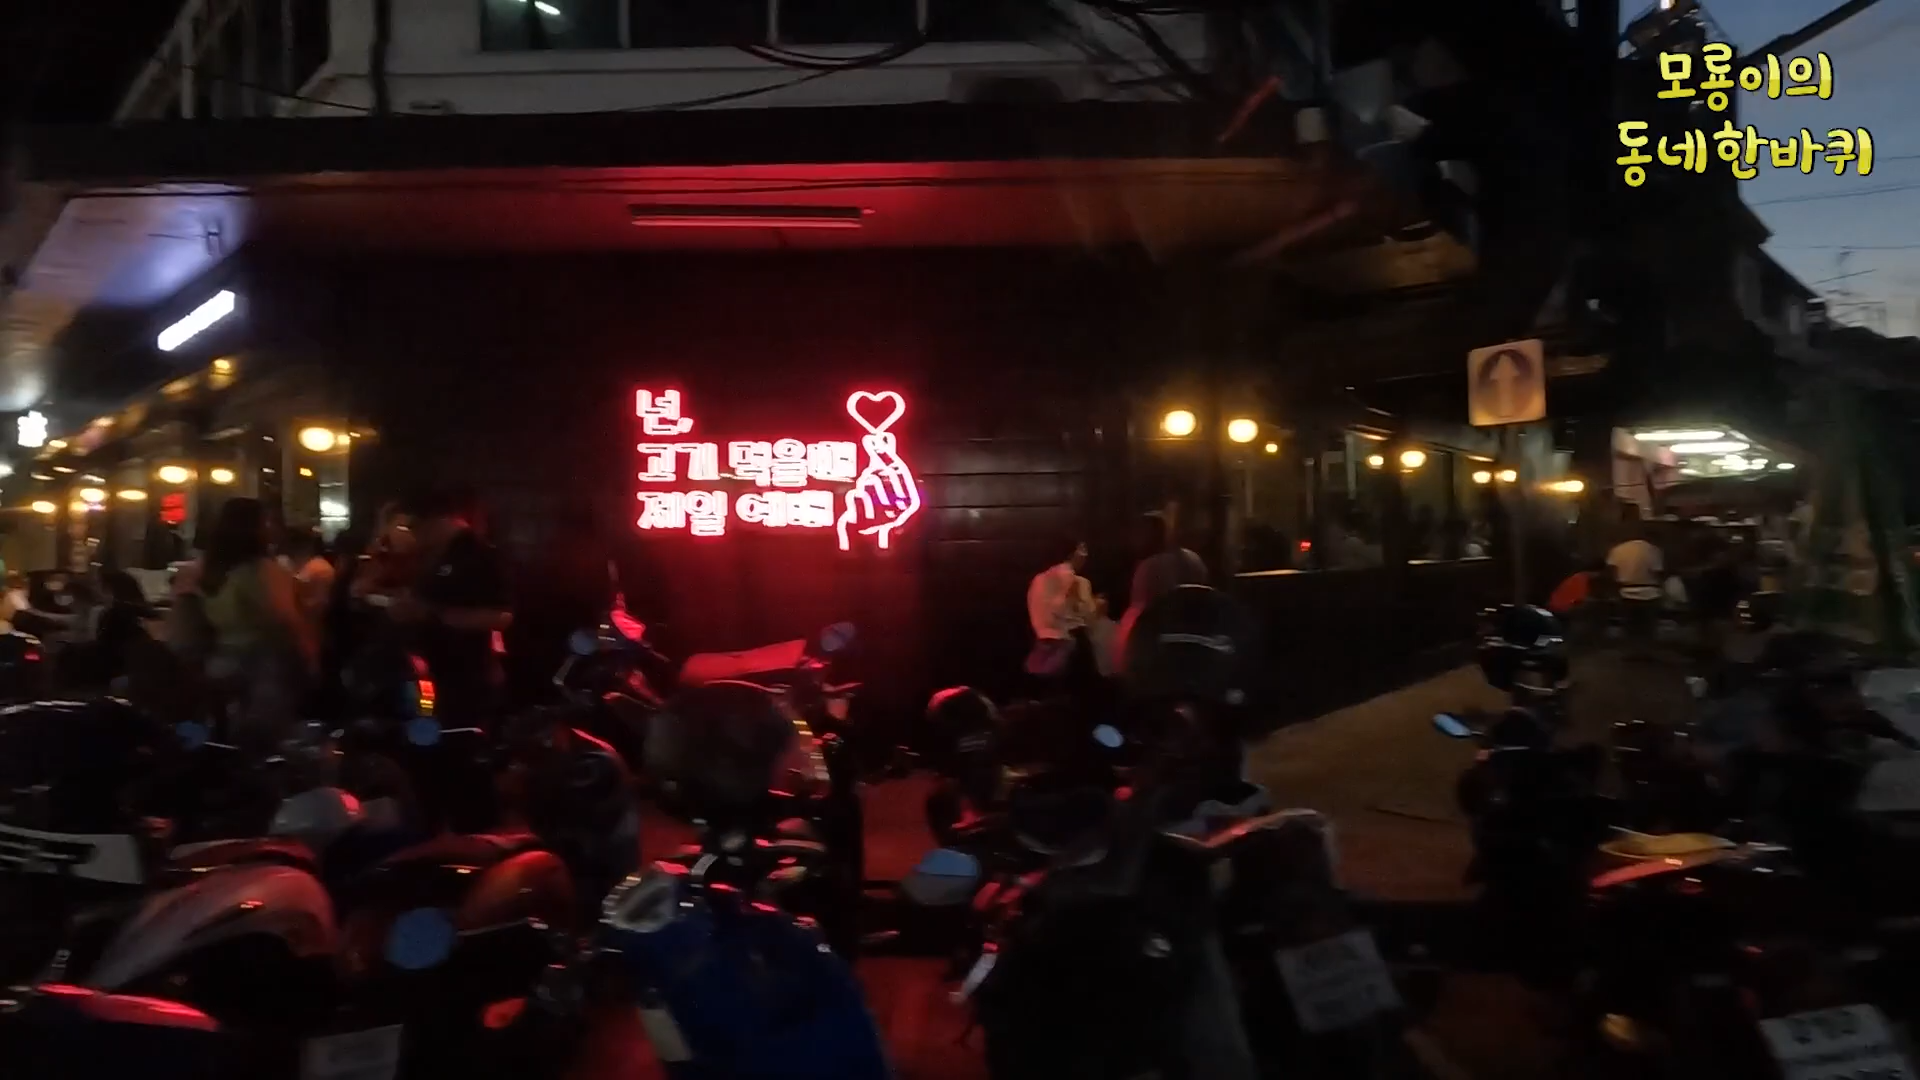 모룡이의
동네한바퀴
넌,
고기 먹을때
제일 예뻐